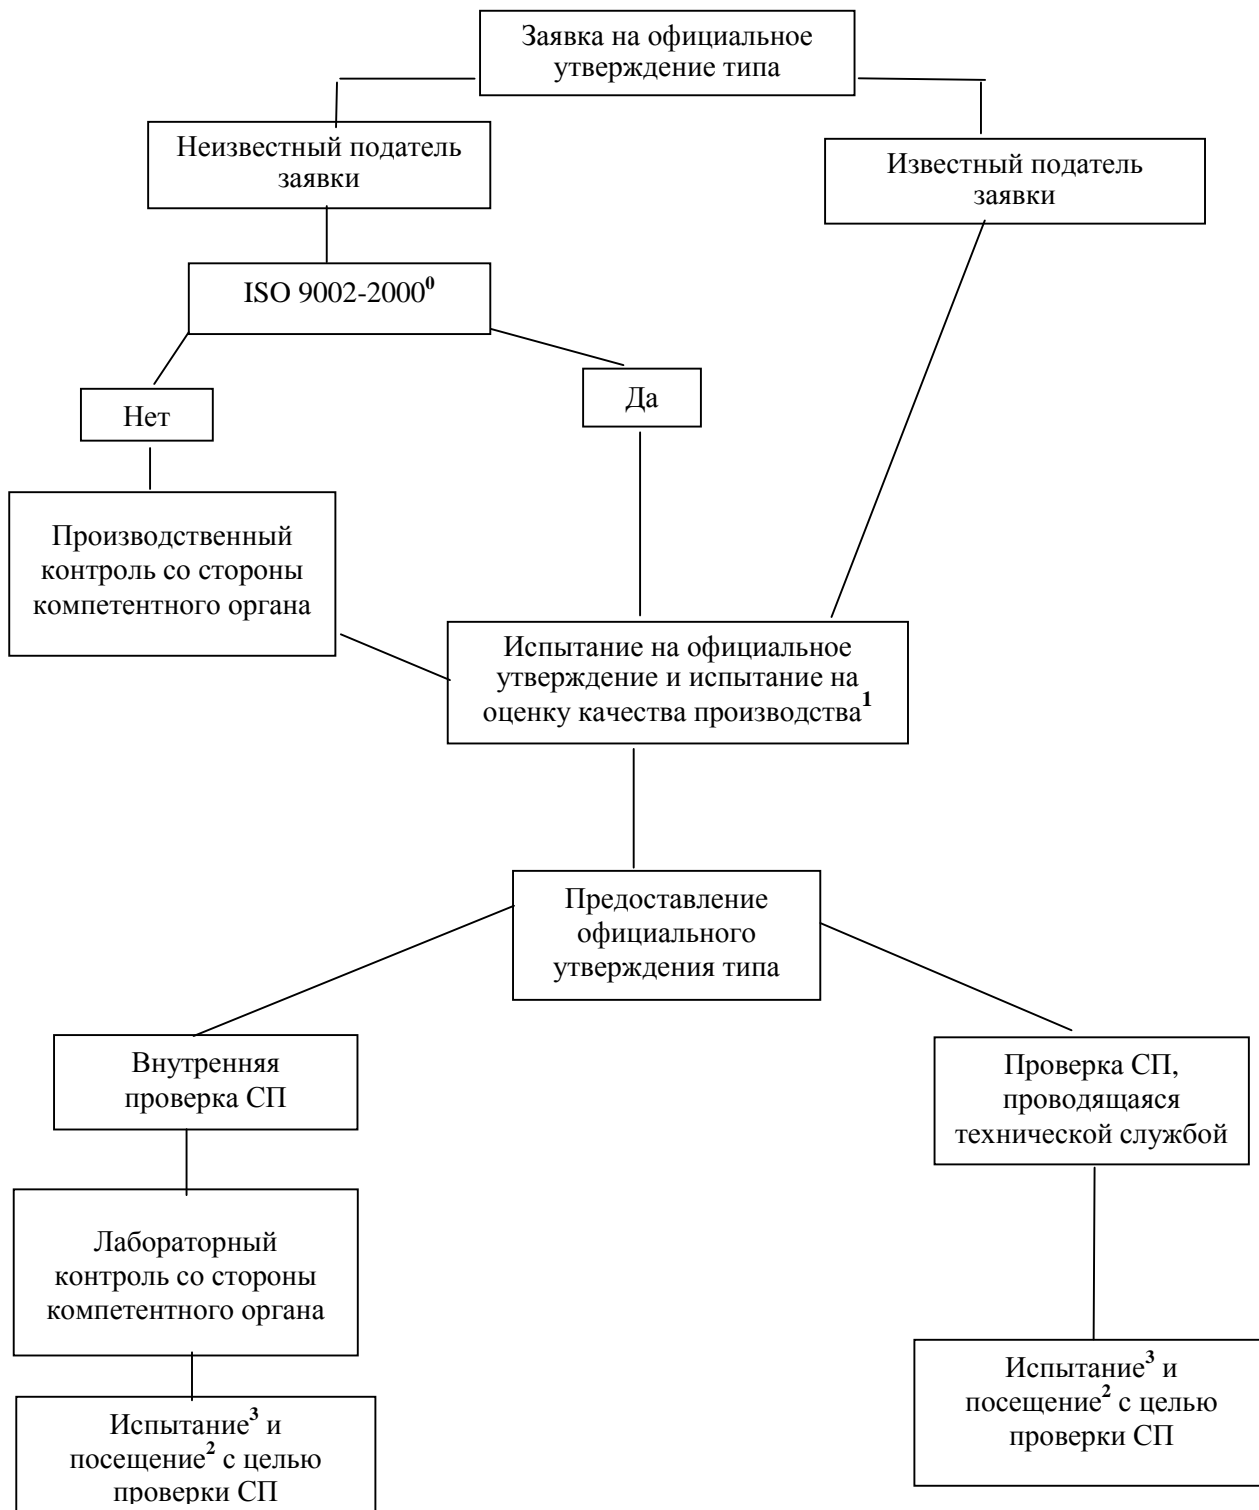 Заявка на официальное
утверждение типа
Неизвестный податель
заявки
Известный податель
заявки
ISO 9002-2000⁰
Нет
Да
Производственный
контроль со стороны
компетентного органа
Испытание на официальное
утверждение и испытание на
оценку качества производства¹
Предоставление
официального
утверждения типа
Внутренняя
проверка СП
Проверка СП,
проводящаяся
технической службой
Лабораторный
контроль со стороны
компетентного органа
Испытание³ и
посещение² с целью
проверки СП
Испытание³ и
посещение² с целью
проверки СП